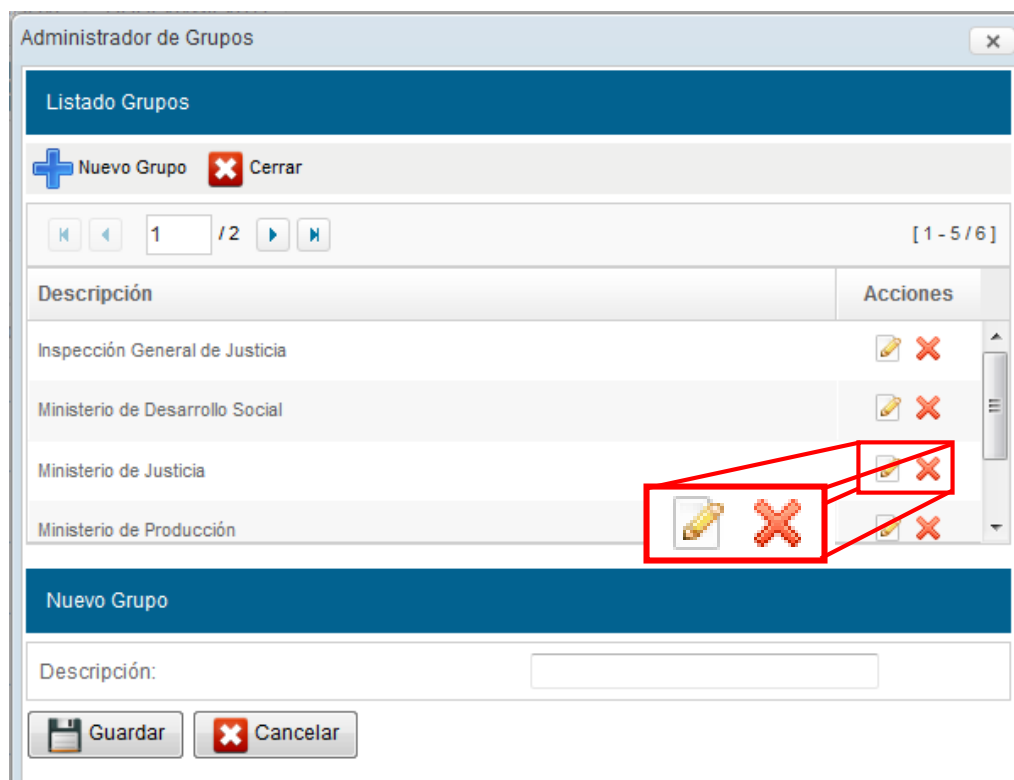 Administrador de Grupos
Listado Grupos
Nuevo Grupo Cerrar
1 / 2 [ 1 - 5 / 6 ]
Descripción Acciones
Inspección General de Justicia
Ministerio de Desarrollo Social
Ministerio de Justicia
Ministerio de Producción
Nuevo Grupo
Descripción:
Guardar Cancelar